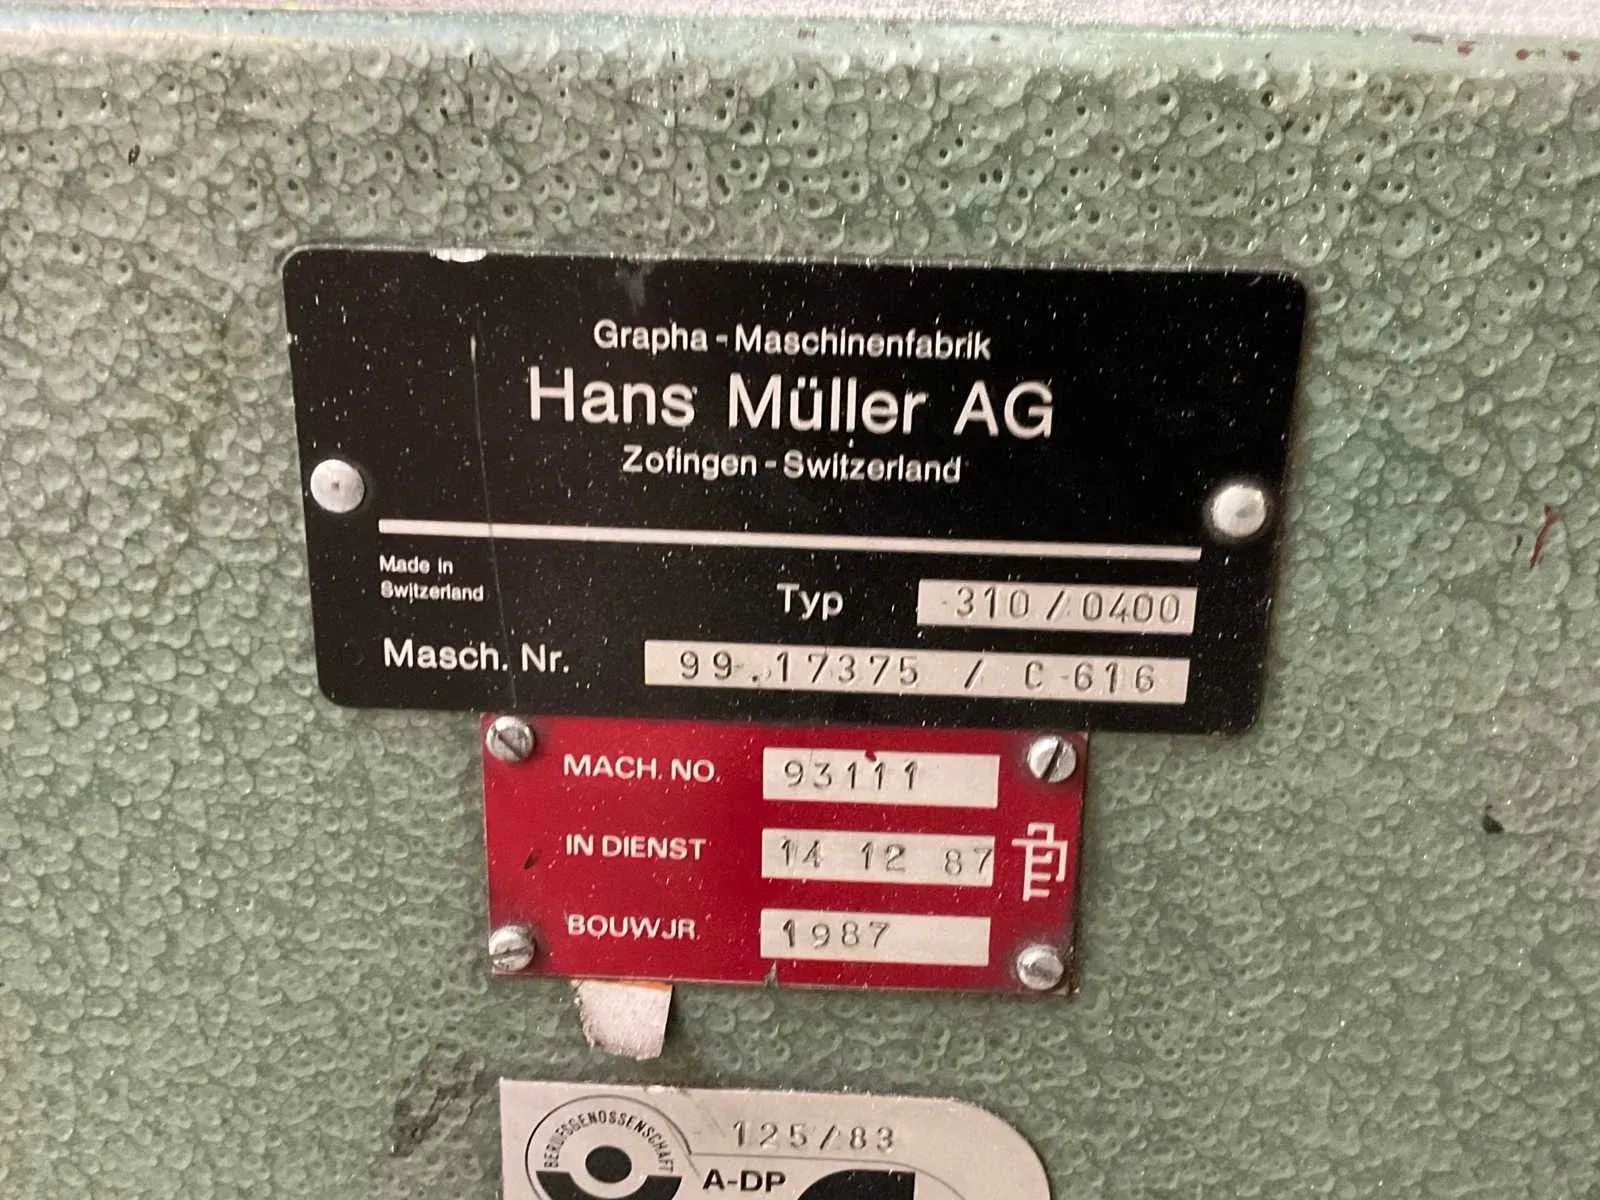 Grapha - Maschinenfabrik
Hans Müller AG
Zofingen - Switzerland
Made in
Switzerland
Typ 310 / 0400
Masch. Nr. 99.17375 / C-616
MACH. NO. 93111
IN DIENST 14 12 87
BOUWJR. 1987
BERUFSGENOSSENSCHAFT
125/83
A-DP